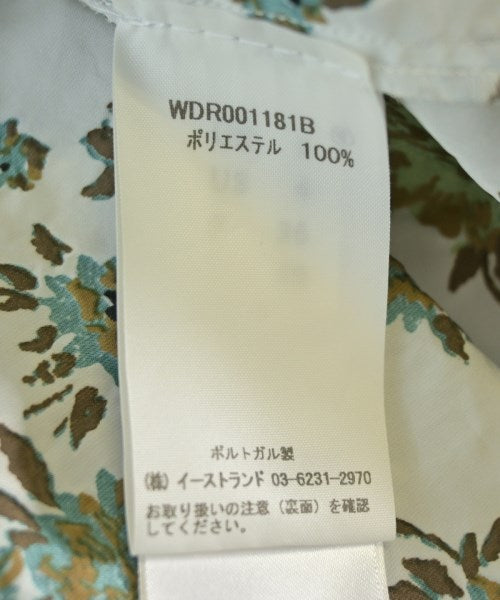 WDR001181B
ポリエステル 100%
ポルトガル製
(株) イーストランド 03-6231-2970
お取り扱いの注意 (裏面) を確認
してください。